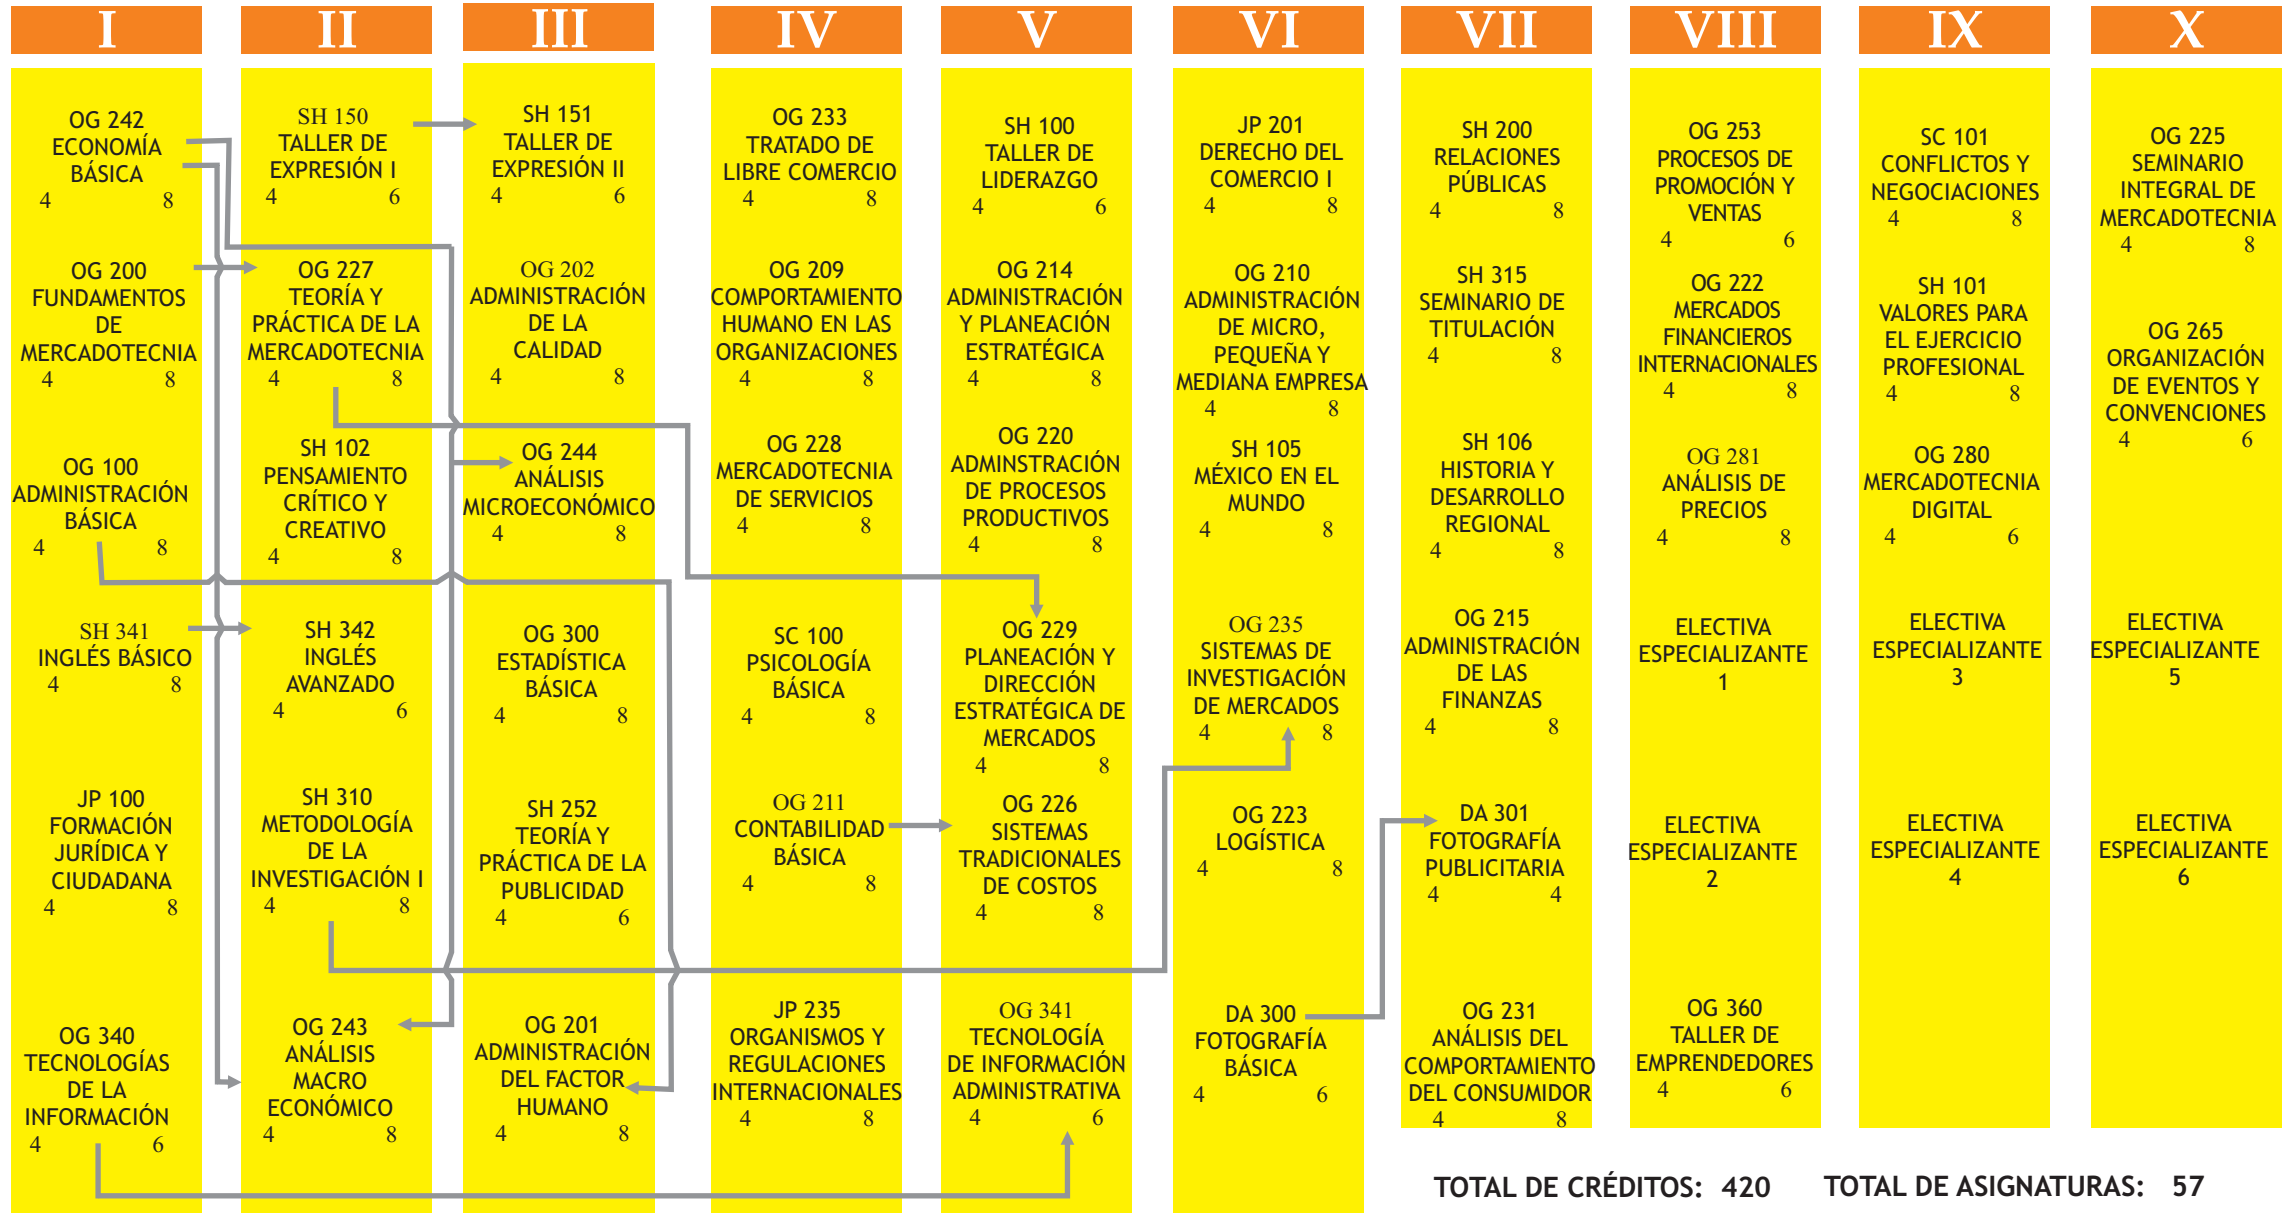 I
OG 242
ECONOMÍA
BÁSICA
4 8
OG 200
FUNDAMENTOS
DE
MERCADOTECNIA
4 8
OG 100
ADMINISTRACIÓN
BÁSICA
4 8
SH 341
INGLÉS BÁSICO
4 8
JP 100
FORMACIÓN
JURÍDICA Y
CIUDADANA
4 8
OG 340
TECNOLOGÍAS
DE LA
INFORMACIÓN
4 6
II
SH 150
TALLER DE
EXPRESIÓN I
4 6
OG 227
TEORÍA Y
PRÁCTICA DE LA
MERCADOTECNIA
4 8
SH 102
PENSAMIENTO
CRÍTICO Y
CREATIVO
4 8
SH 342
INGLÉS
AVANZADO
4 6
SH 310
METODOLOGÍA
DE LA
INVESTIGACIÓN I
4 8
OG 243
ANÁLISIS
MACRO
ECONÓMICO
4 8
III
SH 151
TALLER DE
EXPRESIÓN II
4 6
OG 202
ADMINISTRACIÓN
DE LA
CALIDAD
4 8
OG 244
ANÁLISIS
MICROECONÓMICO
4 8
OG 300
ESTADÍSTICA
BÁSICA
4 8
SH 252
TEORÍA Y
PRÁCTICA DE LA
PUBLICIDAD
4 6
OG 201
ADMINISTRACIÓN
DEL FACTOR
HUMANO
4 8
IV
OG 233
TRATADO DE
LIBRE COMERCIO
4 8
OG 209
COMPORTAMIENTO
HUMANO EN LAS
ORGANIZACIONES
4 8
OG 228
MERCADOTECNIA
DE SERVICIOS
4 8
SC 100
PSICOLOGÍA
BÁSICA
4 8
OG 211
CONTABILIDAD
BÁSICA
4 8
JP 235
ORGANISMOS Y
REGULACIONES
INTERNACIONALES
4 8
V
SH 100
TALLER DE
LIDERAZGO
4 6
OG 214
ADMINISTRACIÓN
Y PLANEACIÓN
ESTRATÉGICA
4 8
OG 220
ADMINSTRACIÓN
DE PROCESOS
PRODUCTIVOS
4 8
OG 229
PLANEACIÓN Y
DIRECCIÓN
ESTRATÉGICA DE
MERCADOS
4 8
OG 226
SISTEMAS
TRADICIONALES
DE COSTOS
4 8
OG 341
TECNOLOGÍA
DE INFORMACIÓN
ADMINISTRATIVA
4 6
VI
JP 201
DERECHO DEL
COMERCIO I
4 8
OG 210
ADMINISTRACIÓN
DE MICRO,
PEQUEÑA Y
MEDIANA EMPRESA
4 8
SH 105
MÉXICO EN EL
MUNDO
4 8
OG 235
SISTEMAS DE
INVESTIGACIÓN
DE MERCADOS
4 8
OG 223
LOGÍSTICA
4 8
DA 300
FOTOGRAFÍA
BÁSICA
4 6
VII
SH 200
RELACIONES
PÚBLICAS
4 8
SH 315
SEMINARIO DE
TITULACIÓN
4 8
SH 106
HISTORIA Y
DESARROLLO
REGIONAL
4 8
OG 215
ADMINISTRACIÓN
DE LAS
FINANZAS
4 8
DA 301
FOTOGRAFÍA
PUBLICITARIA
4 4
OG 231
ANÁLISIS DEL
COMPORTAMIENTO
DEL CONSUMIDOR
4 8
VIII
OG 253
PROCESOS DE
PROMOCIÓN Y
VENTAS
4 6
OG 222
MERCADOS
FINANCIEROS
INTERNACIONALES
4 8
OG 281
ANÁLISIS DE
PRECIOS
4 8
ELECTIVA
ESPECIALIZANTE
1
ELECTIVA
ESPECIALIZANTE
2
OG 360
TALLER DE
EMPRENDEDORES
4 6
IX
SC 101
CONFLICTOS Y
NEGOCIACIONES
4 8
SH 101
VALORES PARA
EL EJERCICIO
PROFESIONAL
4 8
OG 280
MERCADOTECNIA
DIGITAL
4 6
ELECTIVA
ESPECIALIZANTE
3
ELECTIVA
ESPECIALIZANTE
4
X
OG 225
SEMINARIO
INTEGRAL DE
MERCADOTECNIA
4 8
OG 265
ORGANIZACIÓN
DE EVENTOS Y
CONVENCIONES
4 6
ELECTIVA
ESPECIALIZANTE
5
ELECTIVA
ESPECIALIZANTE
6
TOTAL DE CRÉDITOS: 420 TOTAL DE ASIGNATURAS: 57